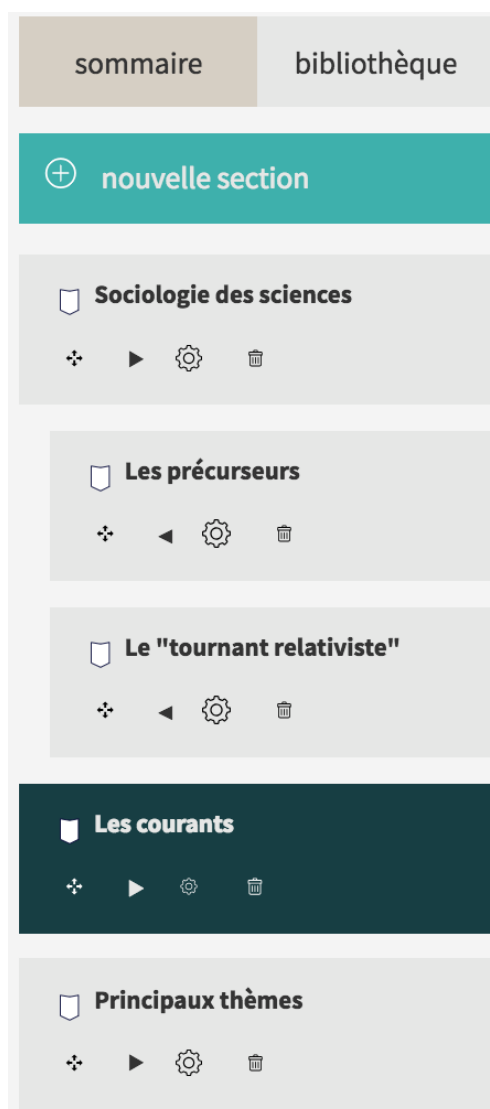 sommaire
bibliothèque
nouvelle section
Sociologie des sciences
Les précurseurs
Le "tournant relativiste"
Les courants
Principaux thèmes